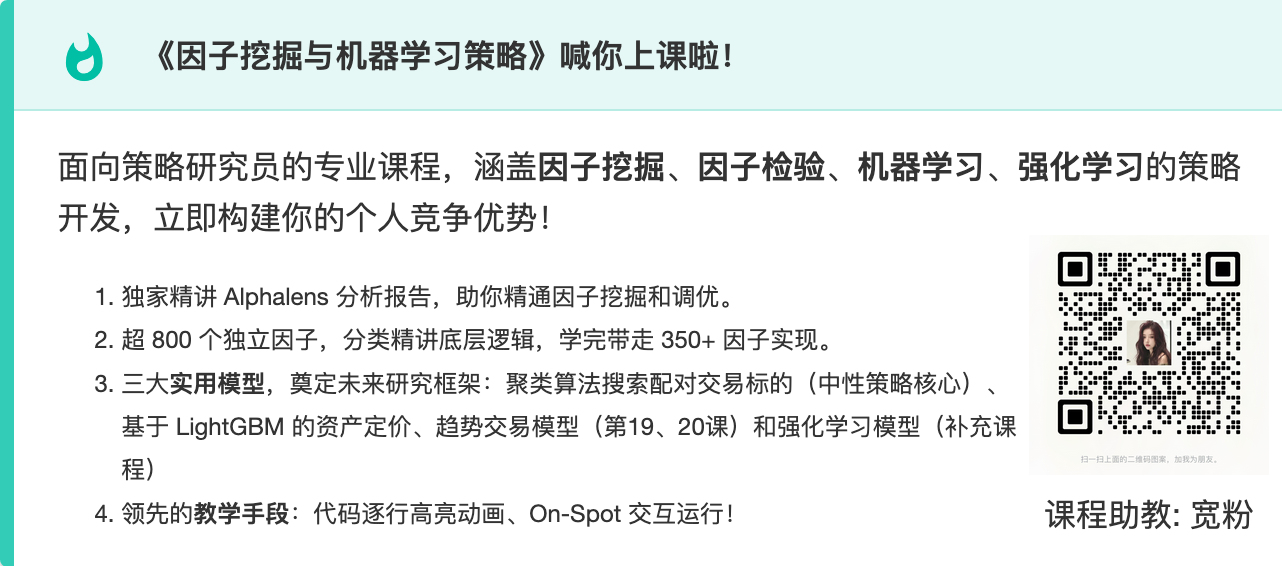 《因子挖掘与机器学习策略》喊你上课啦！
面向策略研究员的专业课程，涵盖因子挖掘、因子检验、机器学习、强化学习的策略
开发，立即构建你的个人竞争优势！
1. 独家精讲 Alphalens 分析报告，助你精通因子挖掘和调优。
2. 超 800 个独立因子，分类精讲底层逻辑，学完带走 350+ 因子实现。
3. 三大实用模型，奠定未来研究框架：聚类算法搜索配对交易标的（中性策略核心）、
基于 LightGBM 的资产定价、趋势交易模型（第19、20课）和强化学习模型（补充课
程）
4. 领先的教学手段：代码逐行高亮动画、On-Spot 交互运行！
扫一扫上面的二维码图案，加我为朋友。
课程助教: 宽粉